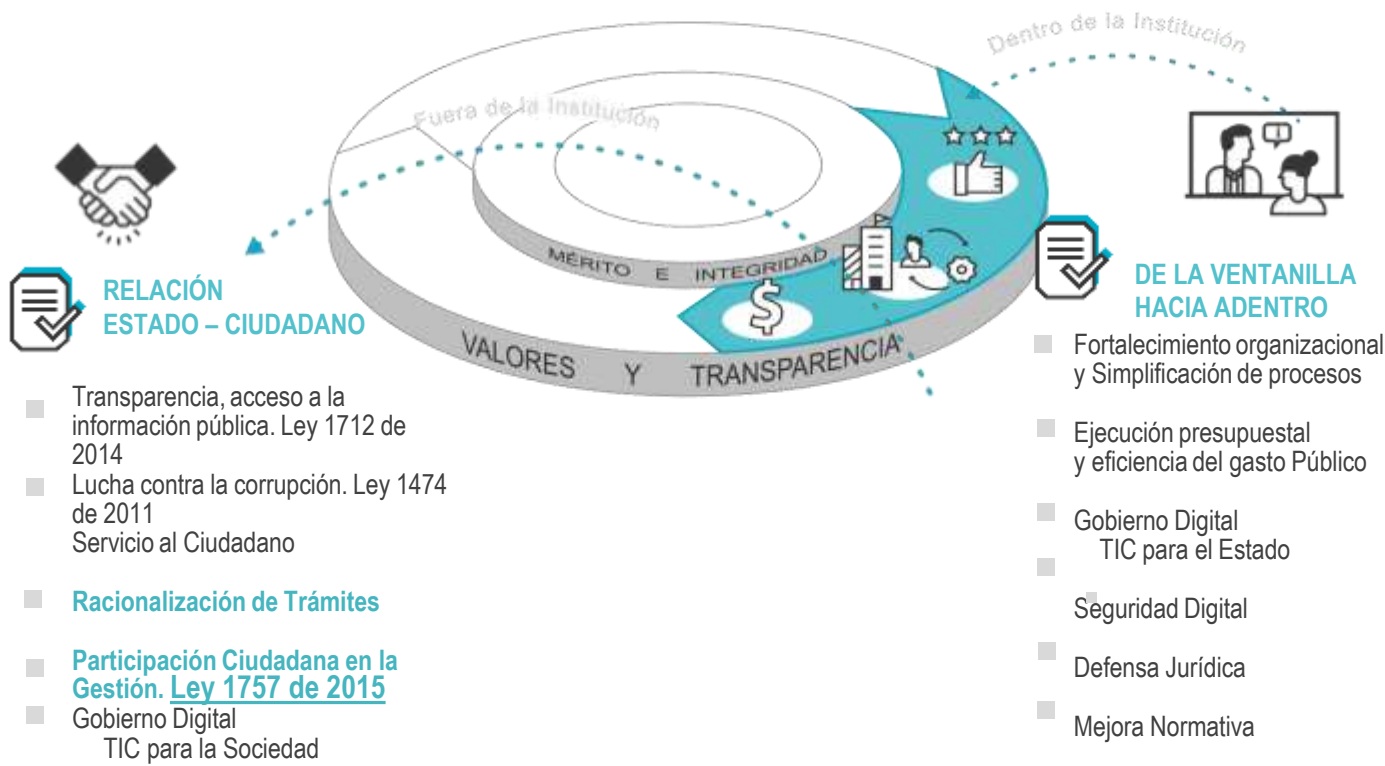 Dentro de la Institución
Fuera de la Institución
MÉRITO E INTEGRIDAD
VALORES Y TRANSPARENCIA
$
RELACIÓN
ESTADO – CIUDADANO
Transparencia, acceso a la
información pública. Ley 1712 de
2014
Lucha contra la corrupción. Ley 1474
de 2011
Servicio al Ciudadano
Racionalización de Trámites
Participación Ciudadana en la
Gestión. Ley 1757 de 2015
Gobierno Digital
TIC para la Sociedad
DE LA VENTANILLA
HACIA ADENTRO
Fortalecimiento organizacional
y Simplificación de procesos
Ejecución presupuestal
y eficiencia del gasto Público
Gobierno Digital
TIC para el Estado
Seguridad Digital
Defensa Jurídica
Mejora Normativa